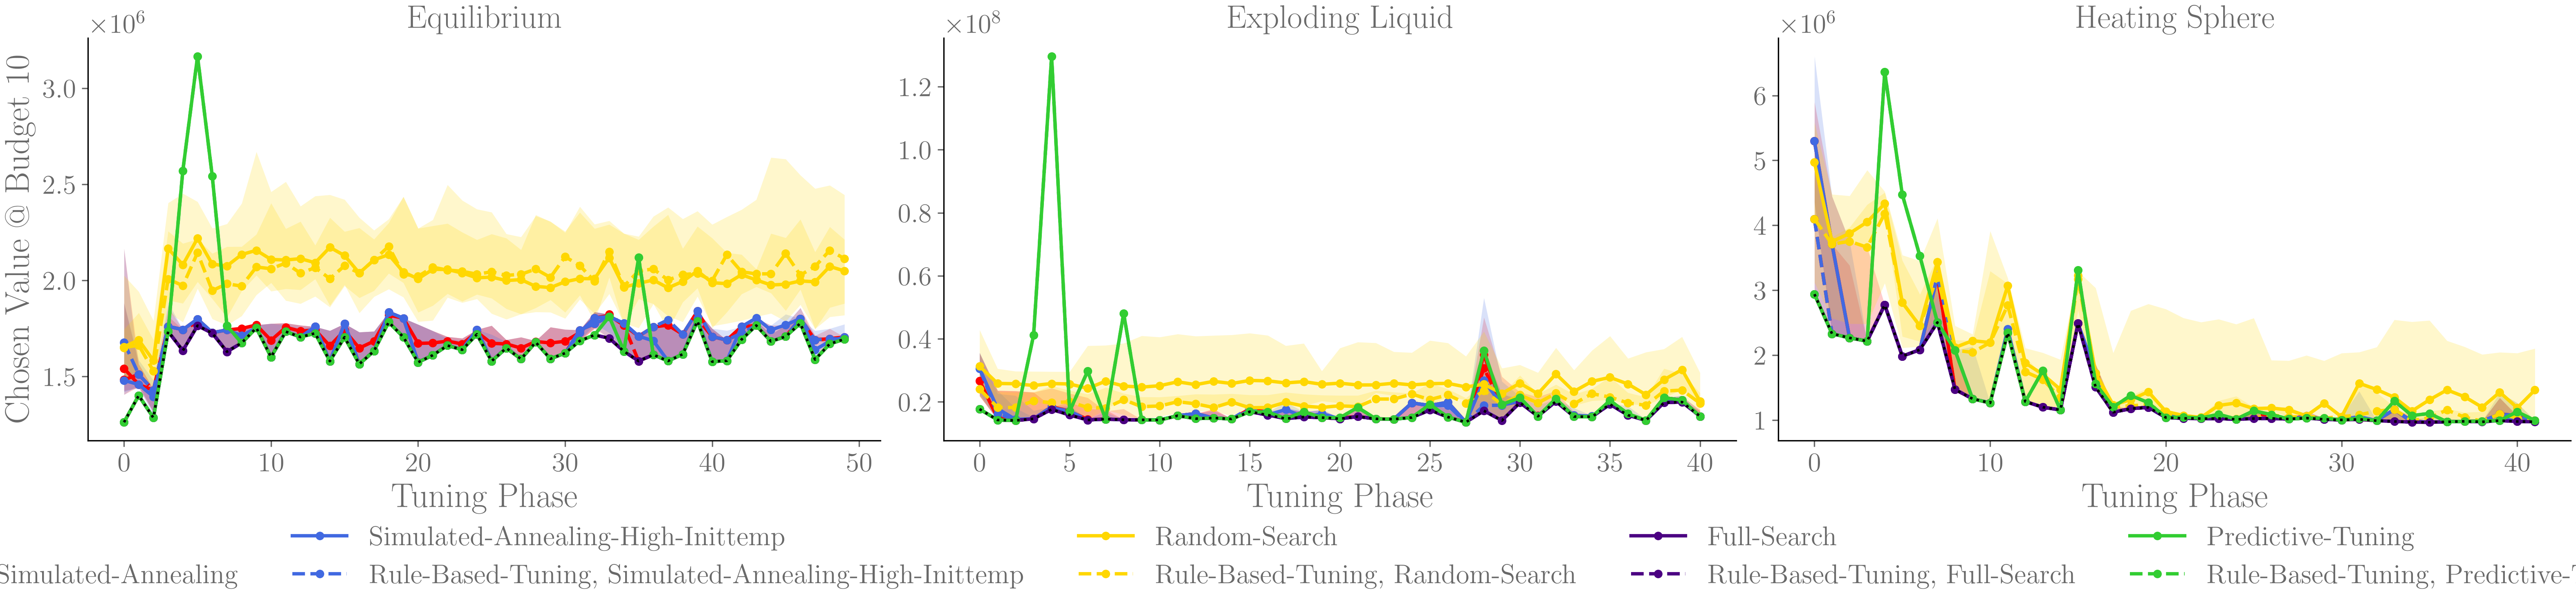 Equilibrium
Exploding Liquid
Heating Sphere
×10⁶
×10⁸
×10⁶
Chosen Value @ Budget 10
3.0
2.5
2.0
1.5
1.2
1.0
0.8
0.6
0.4
0.2
6
5
4
3
2
1
0 10 20 30 40 50
0 5 10 15 20 25 30 35 40
0 10 20 30 40
Tuning Phase
Tuning Phase
Tuning Phase
Simulated-Annealing-High-Inittemp
Random-Search
Full-Search
Predictive-Tuning
Simulated-Annealing
Rule-Based-Tuning, Simulated-Annealing-High-Inittemp
Rule-Based-Tuning, Random-Search
Rule-Based-Tuning, Full-Search
Rule-Based-Tuning, Predictive-